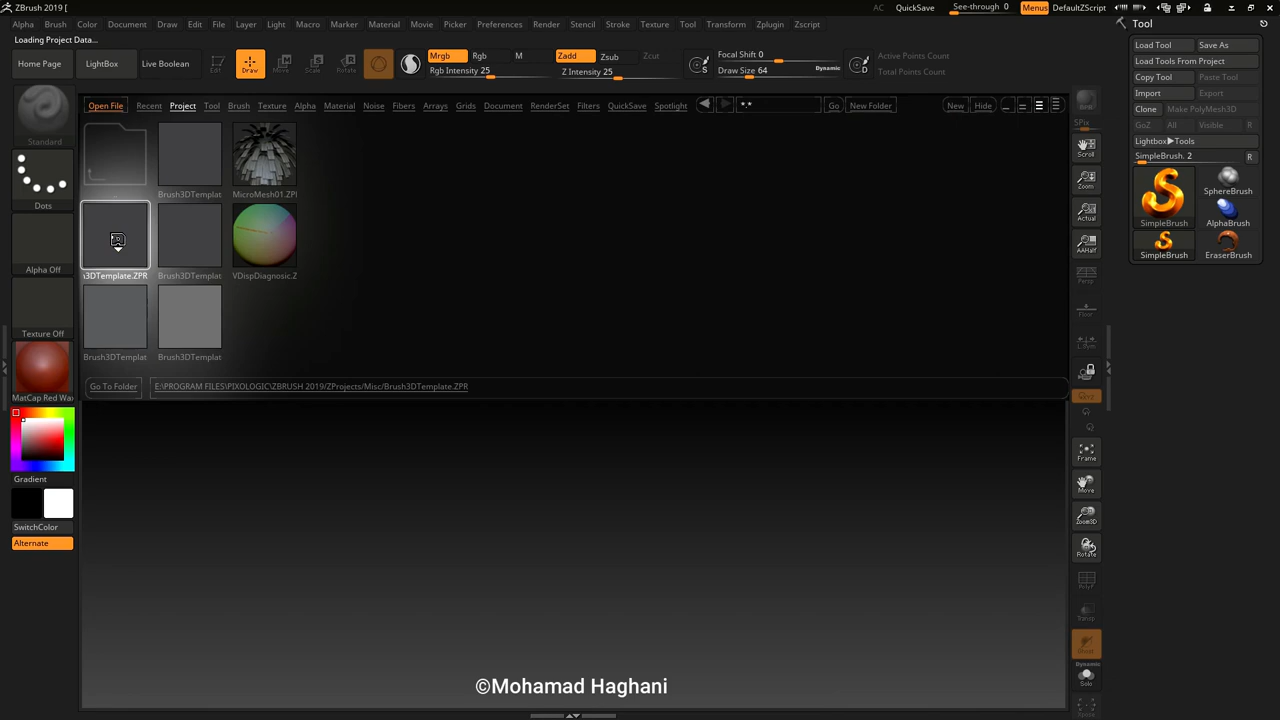 ZBrush 2019 [
AC QuickSave See-through 0 Menus DefaultZScript
Alpha Brush Color Document Draw Edit File Layer Light Macro Marker Material Movie Picker Preferences Render Stencil Stroke Texture Tool Transform Zplugin Zscript
Loading Project Data...
Home Page LightBox Live Boolean
Edit Draw Move Scale Rotate
Mrgb Rgb M
Rgb Intensity 25
Zadd Zsub Zcut
Z Intensity 25
S
Focal Shift 0
Draw Size 64 Dynamic
D
Active Points Count
Total Points Count
Open File Recent Project Tool Brush Texture Alpha Material Noise Fibers Arrays Grids Document RenderSet Filters QuickSave Spotlight
Go New Folder New Hide
..
Brush3DTemplat
MicroMesh01.ZPI
3DTemplate.ZPR
Brush3DTemplat
VDispDiagnosic.Z
Brush3DTemplat
Brush3DTemplat
Go To Folder E:\PROGRAM FILES\PIXOLOGIC\ZBRUSH 2019/ZProjects/Misc/Brush3DTemplate.ZPR
Standard
Dots
Alpha Off
Texture Off
MatCap Red Wa
Gradient
SwitchColor
Alternate
SPix
Scroll
Zoom
Actual
AAHalf
Persp
Floor
L.Sym
Frame
Move
Zoom3D
Rotate
PolyF
Transp
Ghost
Dynamic
Solo
Xpose
Tool
Load Tool Save As
Load Tools From Project
Copy Tool Paste Tool
Import Export
Clone Make PolyMesh3D
GoZ All Visible R
Lightbox▶Tools
SimpleBrush. 2 R
SimpleBrush
SphereBrush
AlphaBrush
SimpleBrush
EraserBrush
©Mohamad Haghani